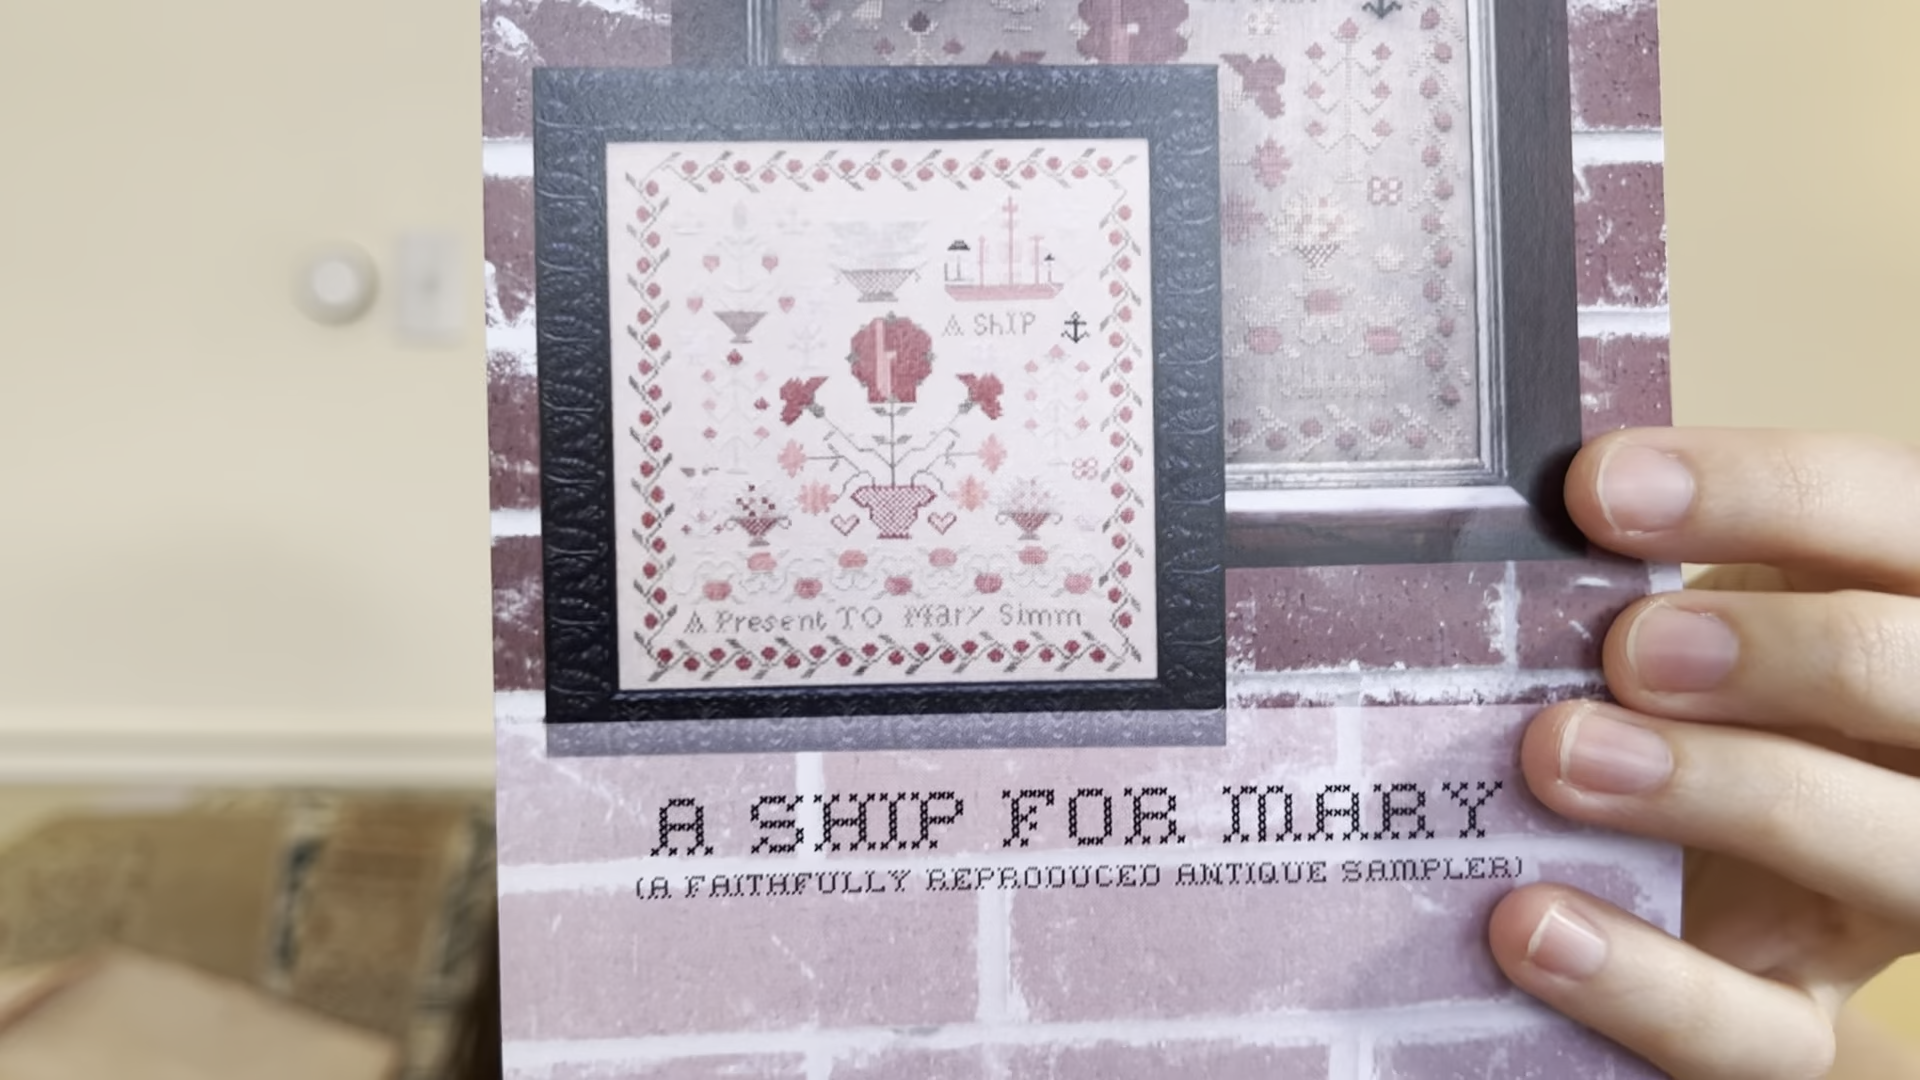 A ShIP
A Present TO Mary Simm
A SHIP FOR MARY
(A FAITHFULLY REPRODUCED ANTIQUE SAMPLER)